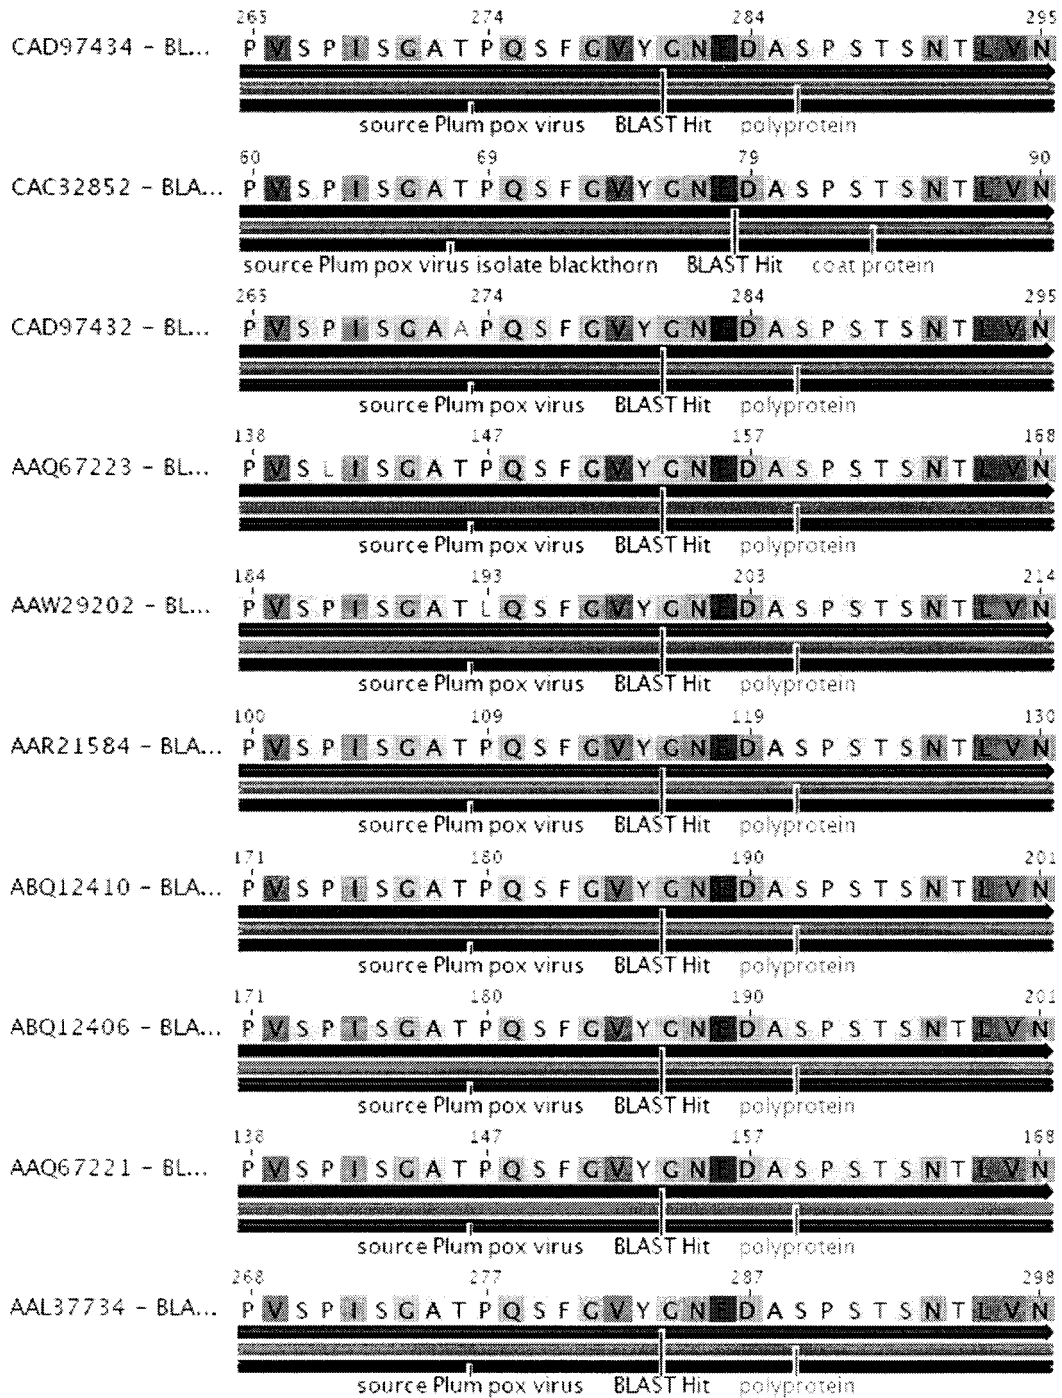 265 274 284 295
CAD97434 - BL... P V S P I S G A T P Q S F G V Y G N E D A S P S T S N T L V N
source Plum pox virus BLAST Hit polyprotein
60 69 79 90
CAC32852 - BLA... P V S P I S G A T P Q S F G V Y G N E D A S P S T S N T L V N
source Plum pox virus isolate blackthorn BLAST Hit coat protein
265 274 284 295
CAD97432 - BL... P V S P I S G A A P Q S F G V Y G N E D A S P S T S N T L V N
source Plum pox virus BLAST Hit polyprotein
138 147 157 168
AAQ67223 - BL... P V S L I S G A T P Q S F G V Y G N E D A S P S T S N T L V N
source Plum pox virus BLAST Hit polyprotein
184 193 203 214
AAW29202 - BL... P V S P I S G A T L Q S F G V Y G N E D A S P S T S N T L V N
source Plum pox virus BLAST Hit polyprotein
100 109 119 130
AAR21584 - BLA... P V S P I S G A T P Q S F G V Y G N E D A S P S T S N T L V N
source Plum pox virus BLAST Hit polyprotein
171 180 190 201
ABQ12410 - BLA... P V S P I S G A T P Q S F G V Y G N E D A S P S T S N T L V N
source Plum pox virus BLAST Hit polyprotein
171 180 190 201
ABQ12406 - BLA... P V S P I S G A T P Q S F G V Y G N E D A S P S T S N T L V N
source Plum pox virus BLAST Hit polyprotein
138 147 157 168
AAQ67221 - BL... P V S P I S G A T P Q S F G V Y G N E D A S P S T S N T L V N
source Plum pox virus BLAST Hit polyprotein
268 277 287 298
AAL37734 - BLA... P V S P I S G A T P Q S F G V Y G N E D A S P S T S N T L V N
source Plum pox virus BLAST Hit polyprotein